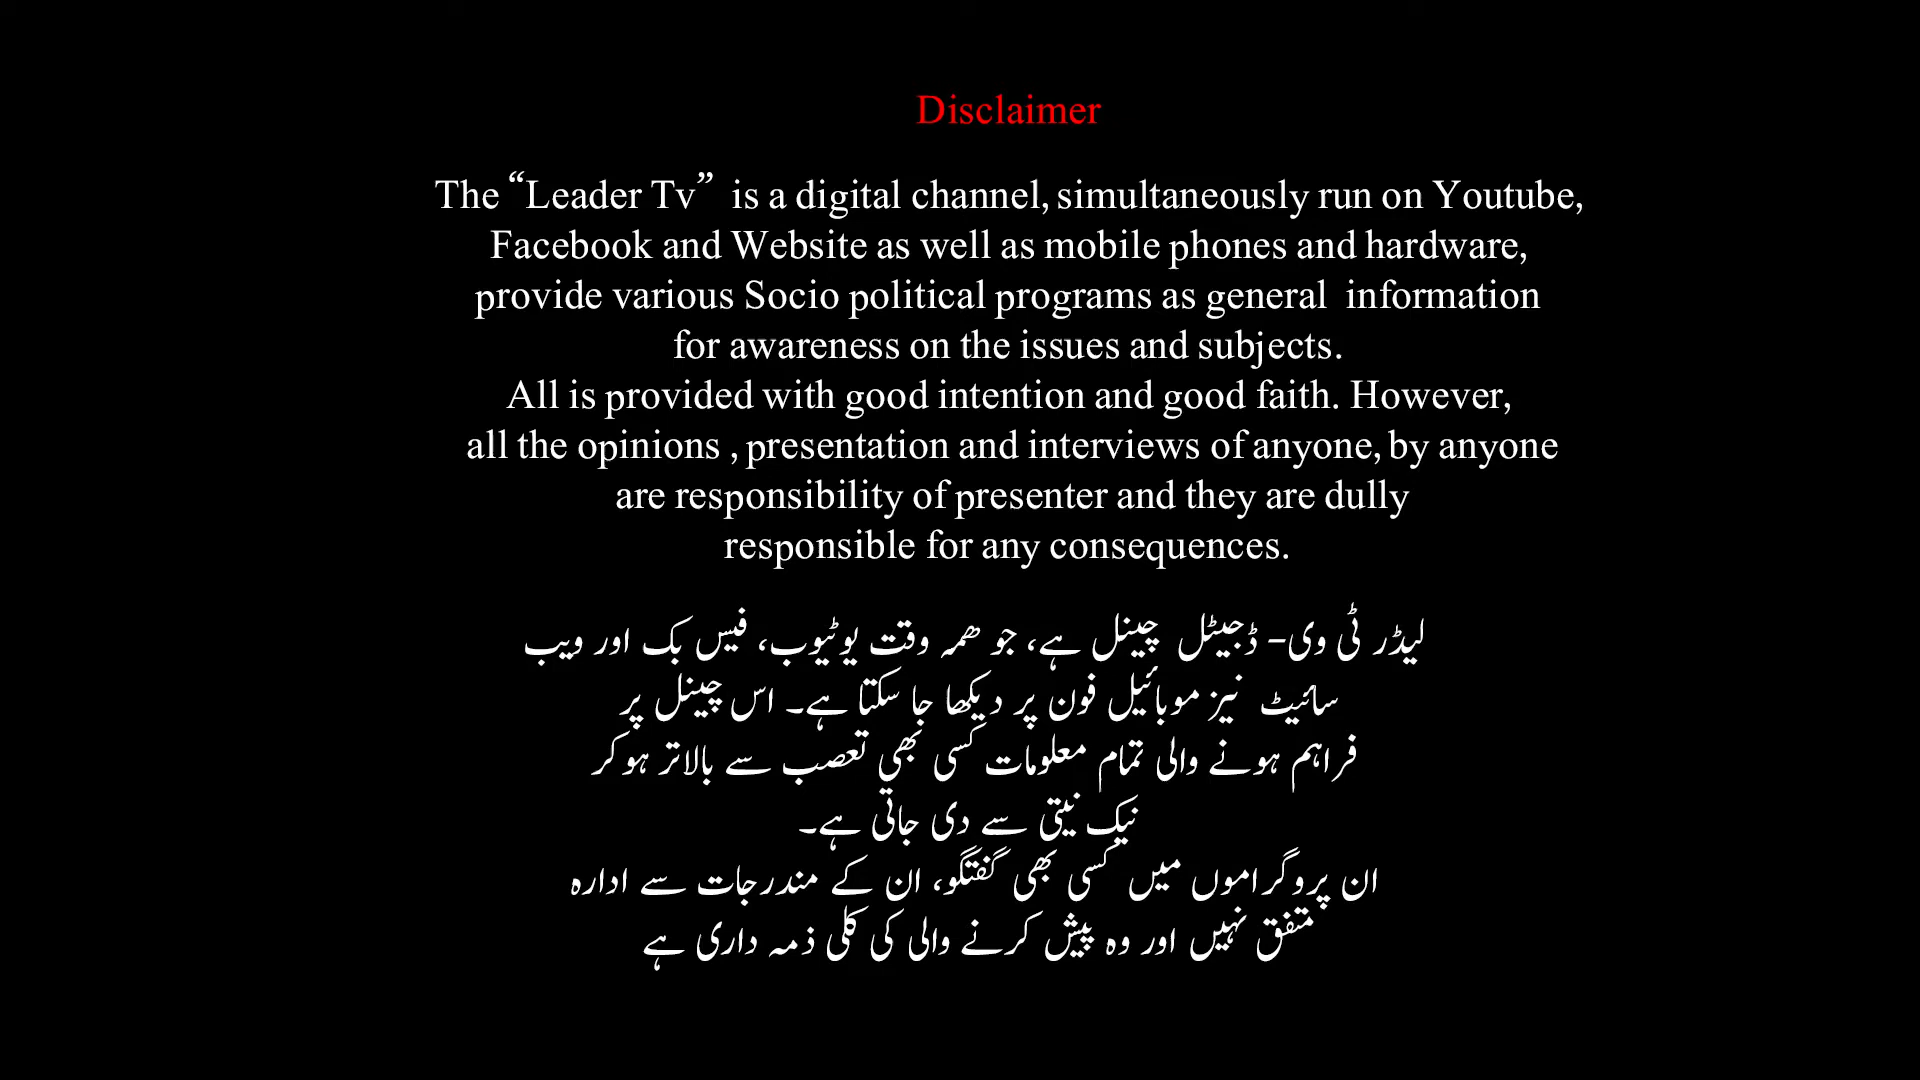 Disclaimer
The “Leader Tv” is a digital channel, simultaneously run on Youtube,
Facebook and Website as well as mobile phones and hardware,
provide various Socio political programs as general information
for awareness on the issues and subjects.
All is provided with good intention and good faith. However,
all the opinions , presentation and interviews of anyone, by anyone
are responsibility of presenter and they are dully
responsible for any consequences.
لیڈر ٹی وی- ڈجیٹل چینل ہے، جو ھمہ وقت یوٹیوب، فیس بک اور ویب
سائیٹ نیز موبائیل فون پر دیکھا جا سکتا ہے۔ اس چینل پر
فراہم ہونے والی تمام معلومات کسی بھی تعصب سے بالاتر ہوکر
نیک نیتی سے دی جاتی ہے۔
ان پروگراموں میں کسی بھی گفتگو، ان کے مندرجات سے ادارہ
متفق نہیں اور وہ پیش کرنے والی کی کلی ذمہ داری ہے